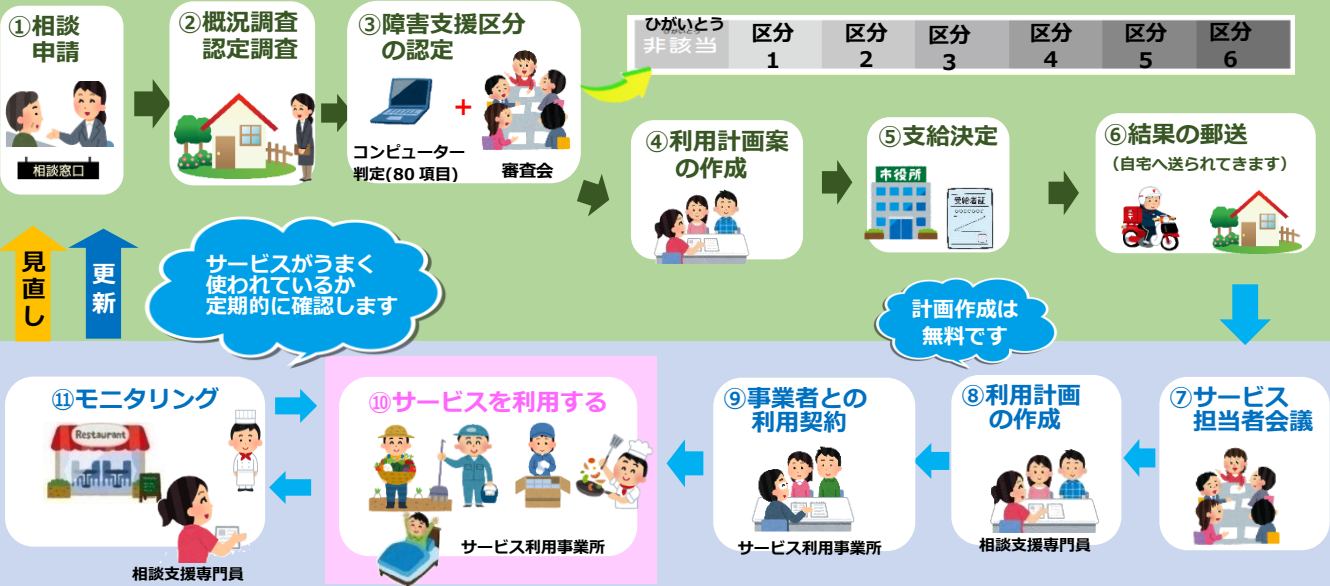 ①相談
申請
相談窓口
②概況調査
認定調査
③障害支援区分
の認定
+
コンピューター
判定(80 項目)
審査会
ひがいとう
非該当
区分
1
区分
2
区分
3
区分
4
区分
5
区分
6
④利用計画案
の作成
⑤支給決定
市役所
受給者証
⑥結果の郵送
(自宅へ送られてきます)
見直し
更新
サービスがうまく
使われているか
定期的に確認します
計画作成は
無料です
⑦サービス
担当者会議
⑧利用計画
の作成
相談支援専門員
⑨事業者との
利用契約
サービス利用事業所
⑩サービスを利用する
サービス利用事業所
⑪モニタリング
Restaurant
相談支援専門員